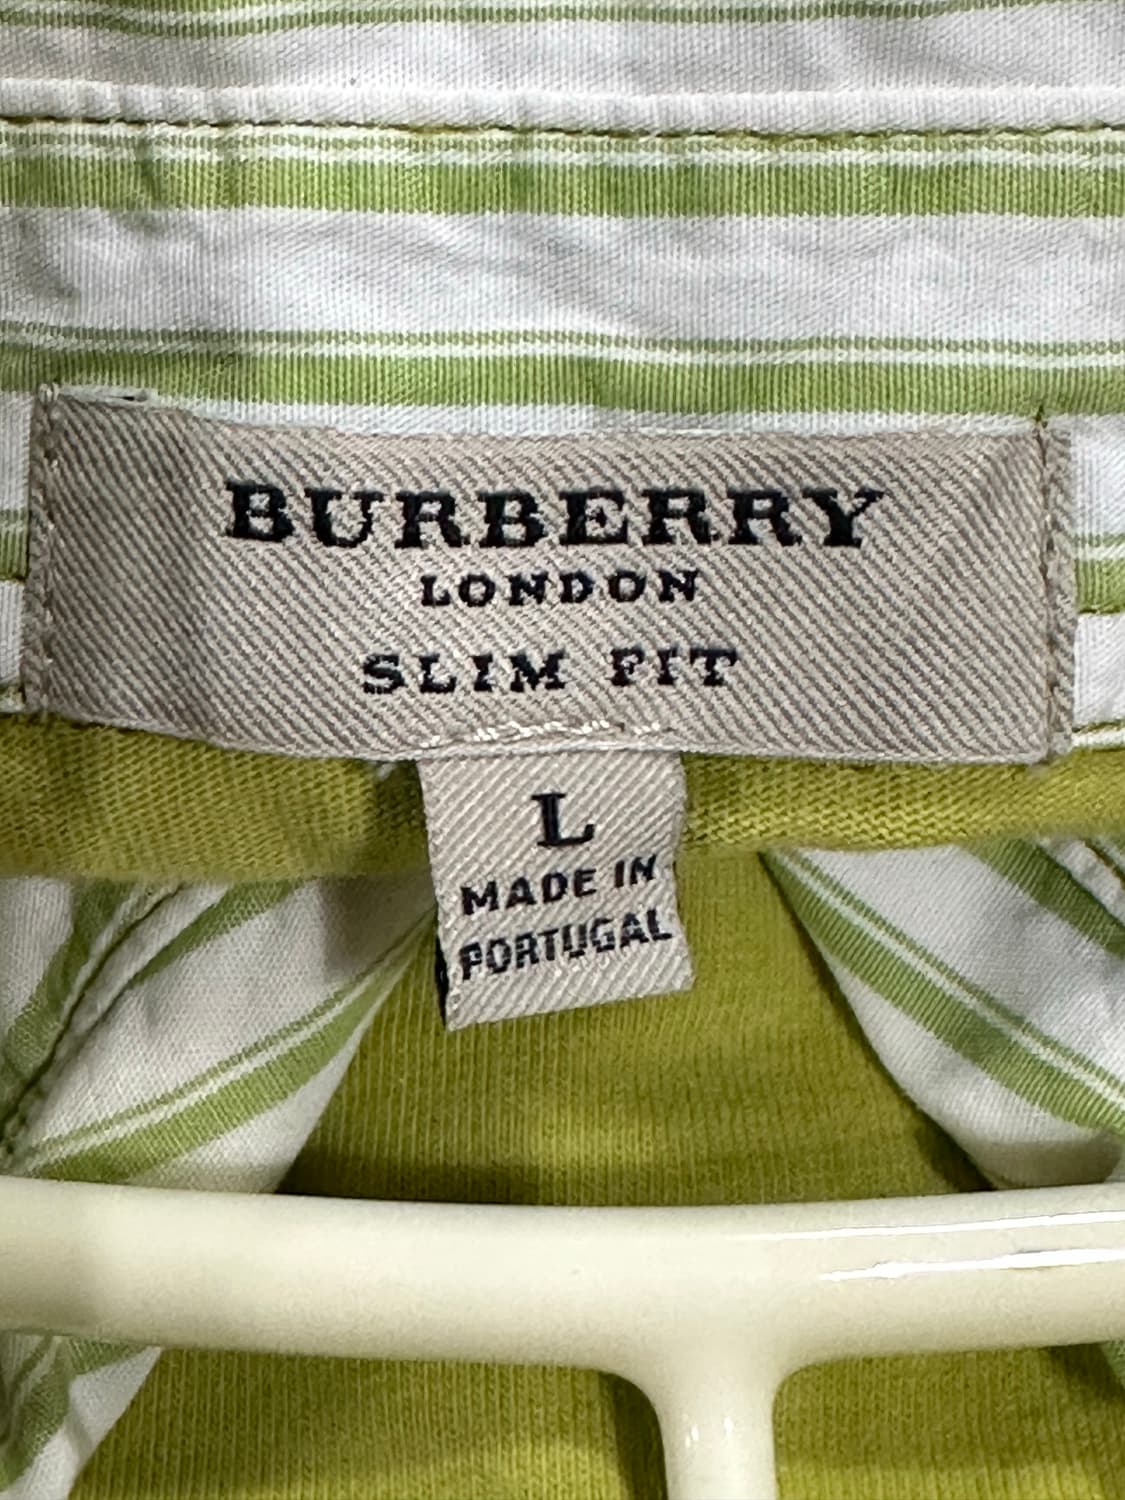 BURBERRY
LONDON
SLIM FIT
L
MADE IN
PORTUGAL